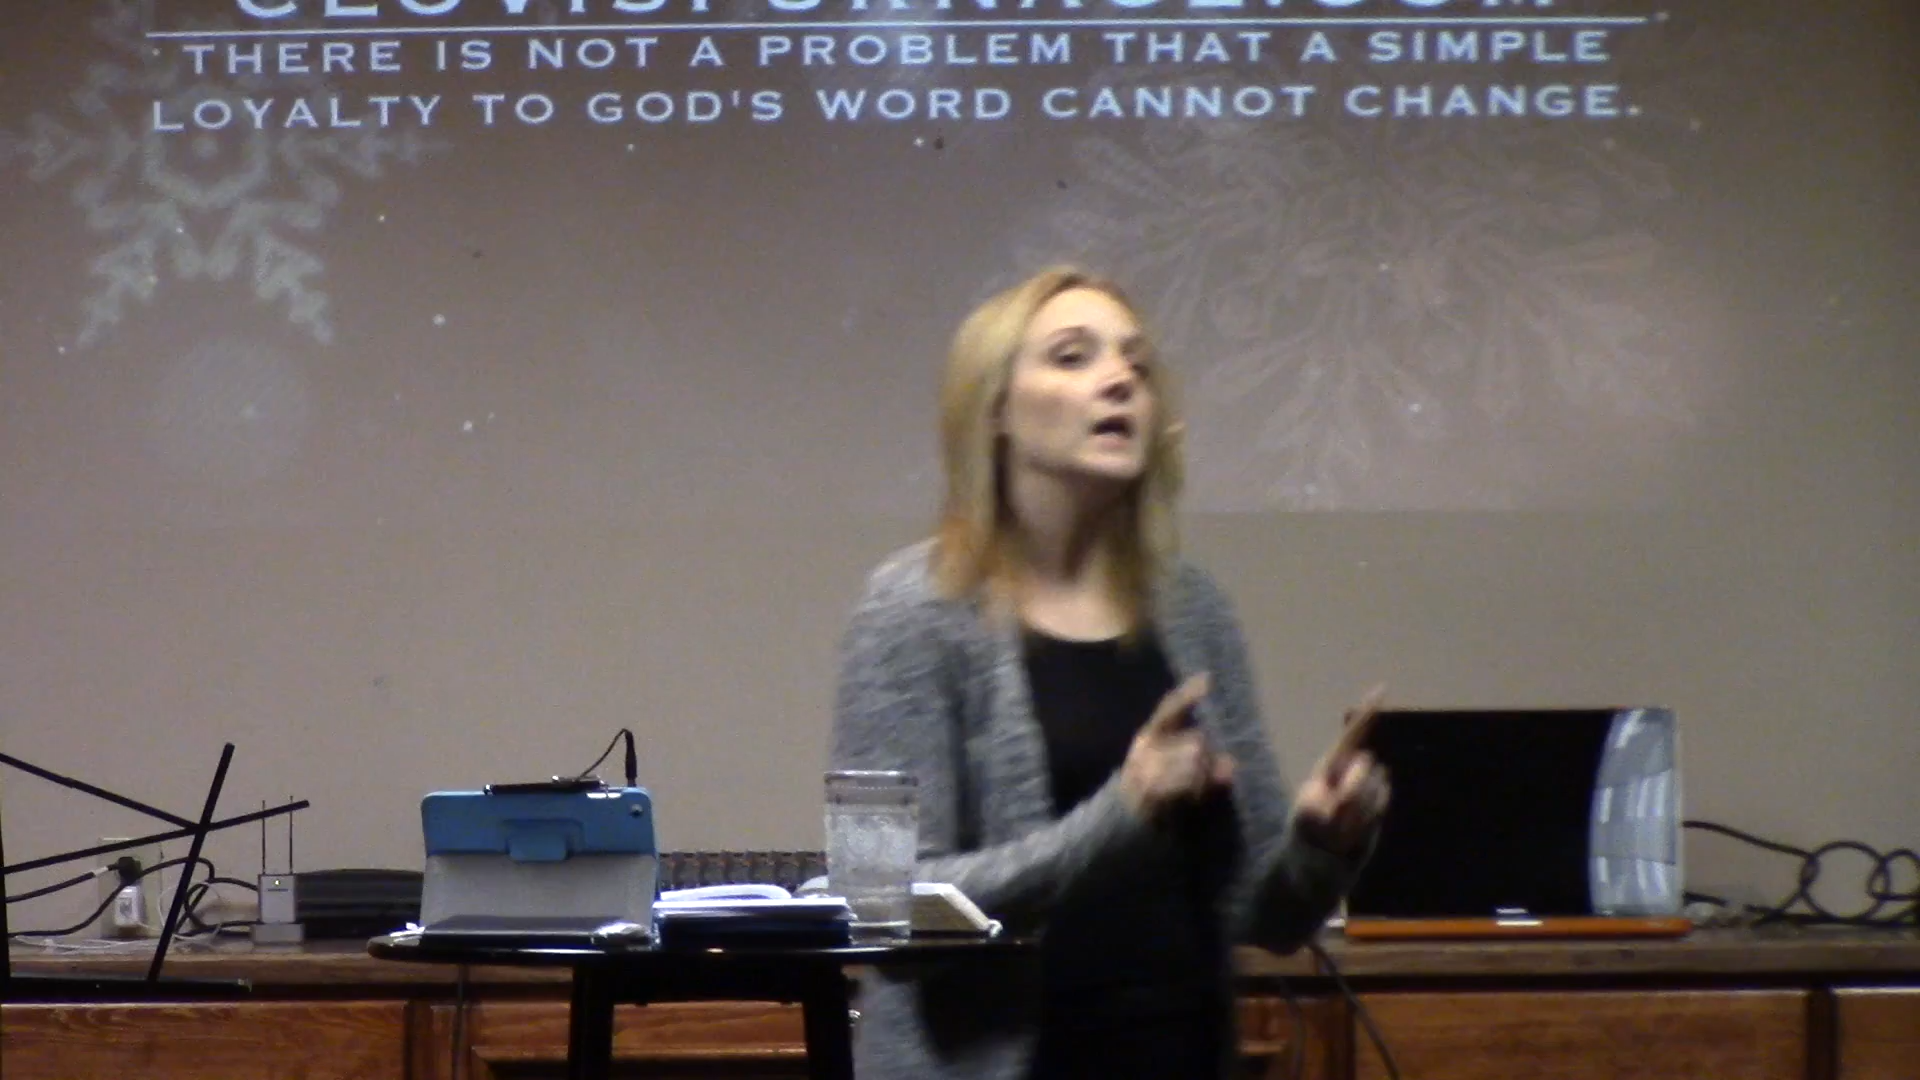 THERE IS NOT A PROBLEM THAT A SIMPLE
LOYALTY TO GOD'S WORD CANNOT CHANGE.